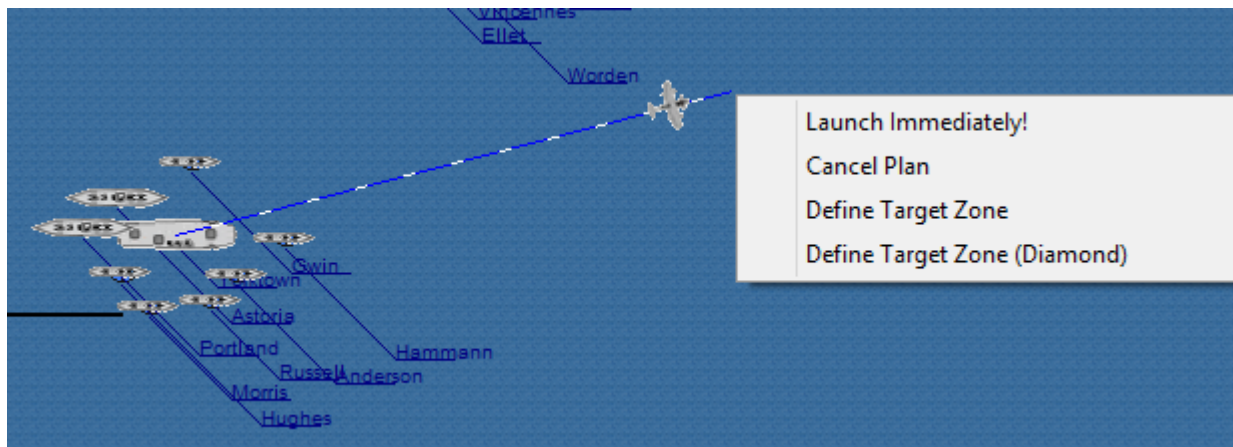 Vincennes
Ellet
Worden
Launch Immediately!
Cancel Plan
Define Target Zone
Define Target Zone (Diamond)
Gwin
Astoria
Portland
Hammann
Russell
Anderson
Morris
Hughes